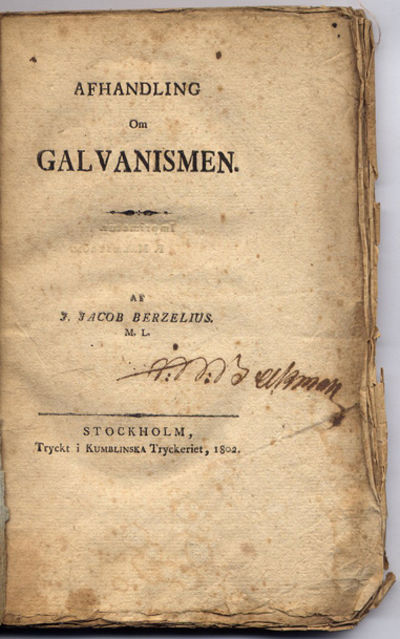 AFHANDLING
Om
GALVANISMEN.
AF
J. JACOB BERZELIUS.
M. L.
STOCKHOLM,
Tryckt i KUMBLINSKA Tryckeriet, 1802.